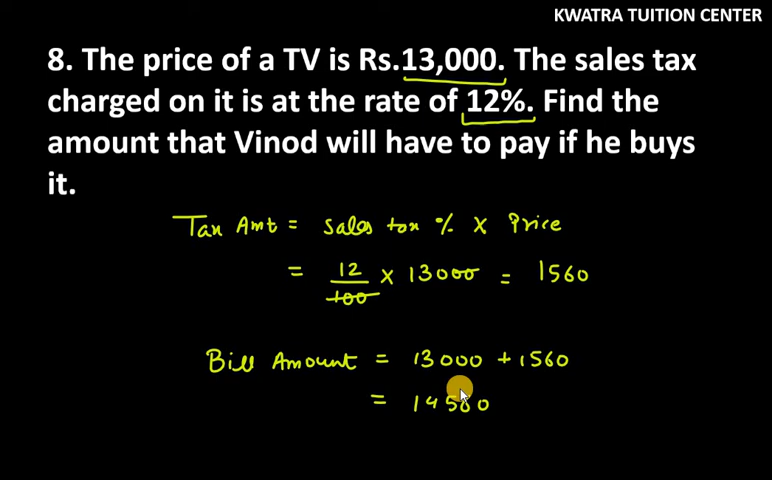 KWATRA TUITION CENTER
8. The price of a TV is Rs.13,000. The sales tax
charged on it is at the rate of 12%. Find the
amount that Vinod will have to pay if he buys
it.
Tax Amt = Sales tax % X Price
= 12/100 X 13000 = 1560
Bill Amount = 13000 + 1560
= 14560